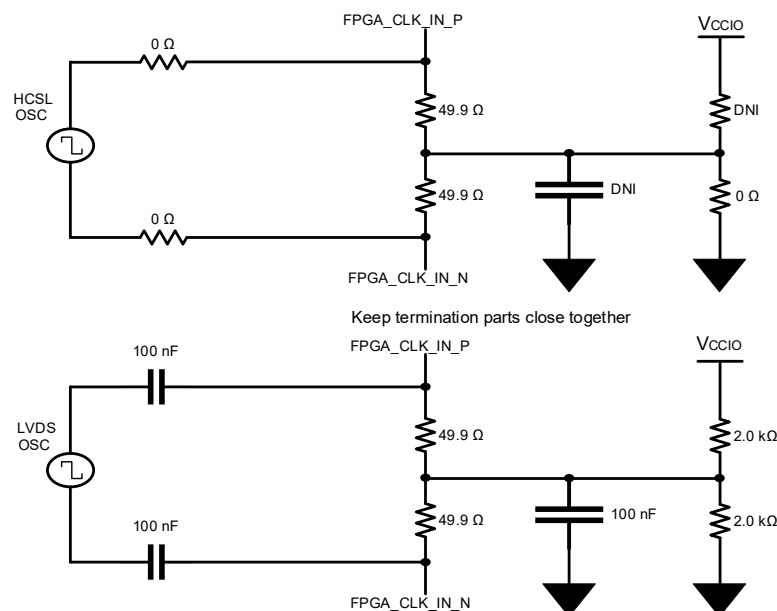 FPGA_CLK_IN_P
VCCIO
0 Ω
HCSL
OSC
49.9 Ω
DNI
49.9 Ω
DNI
0 Ω
0 Ω
FPGA_CLK_IN_N
Keep termination parts close together
FPGA_CLK_IN_P
VCCIO
100 nF
LVDS
OSC
49.9 Ω
2.0 kΩ
49.9 Ω
100 nF
2.0 kΩ
100 nF
FPGA_CLK_IN_N